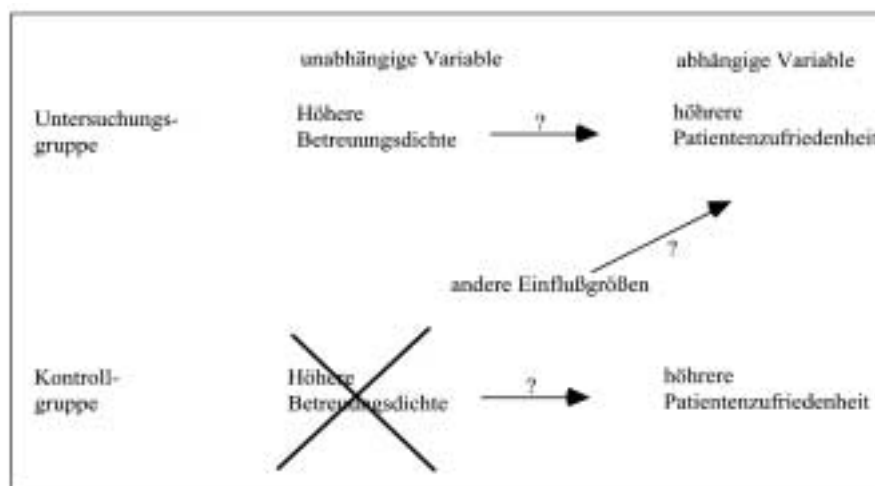 unabhängige Variable
abhängige Variable
Untersuchungs-
gruppe
Höhere
Betreuungsdichte
?
höhrere
Patientenzufriedenheit
?
andere Einflußgrößen
Kontroll-
gruppe
Höhere
Betreuungsdichte
?
höhrere
Patientenzufriedenheit